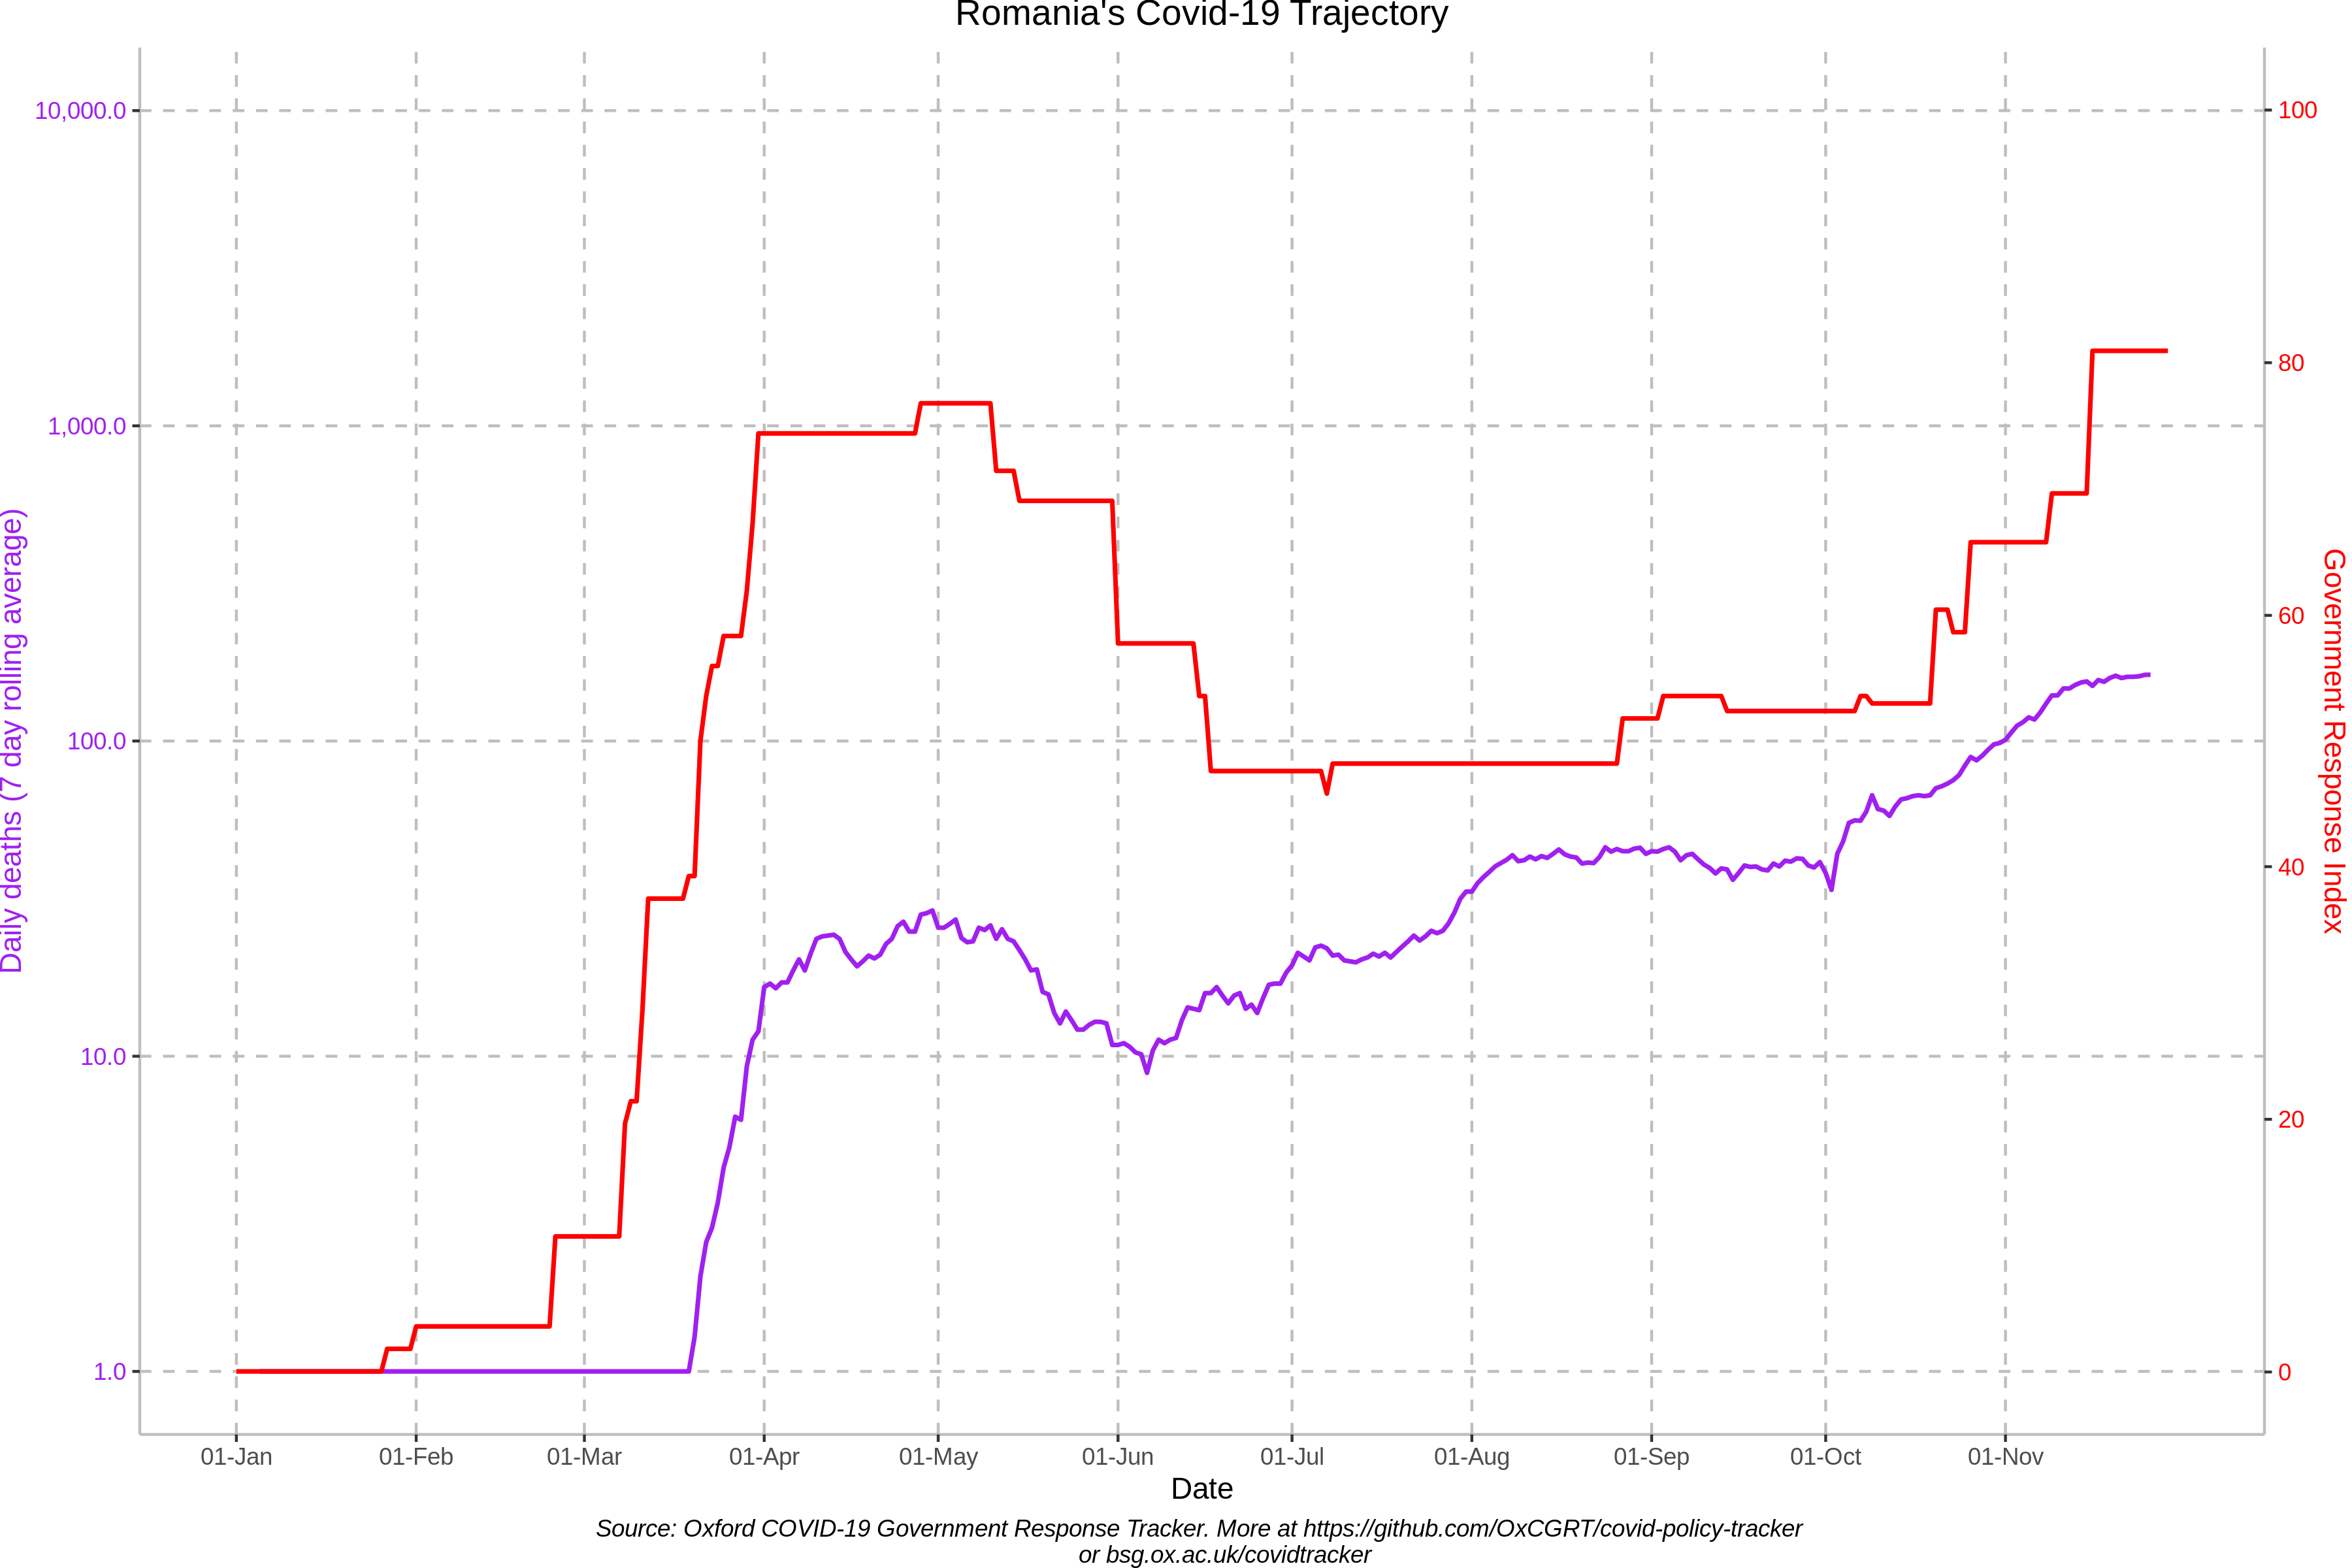 Romania's Covid-19 Trajectory
Daily deaths (7 day rolling average)
10,000.0
1,000.0
100.0
10.0
1.0
100
80
60
40
20
0
Government Response Index
01-Jan
01-Feb
01-Mar
01-Apr
01-May
01-Jun
01-Jul
01-Aug
01-Sep
01-Oct
01-Nov
Date
Source: Oxford COVID-19 Government Response Tracker. More at https://github.com/OxCGRT/covid-policy-tracker
or bsg.ox.ac.uk/covidtracker